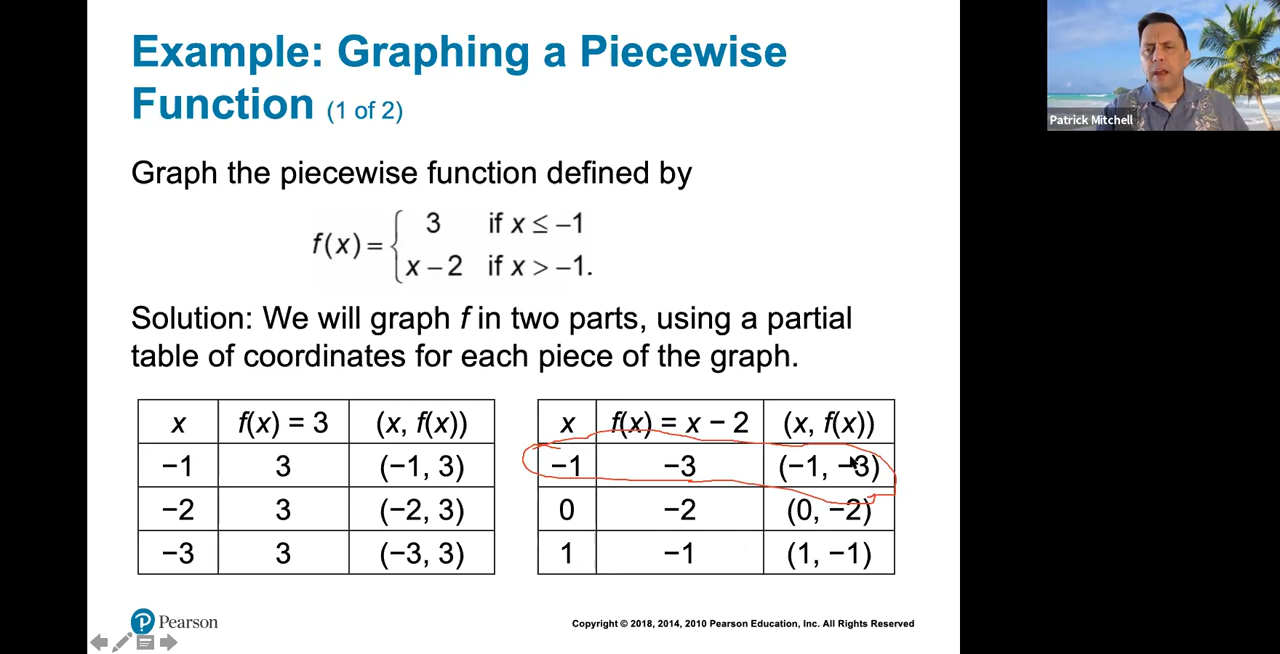 Example: Graphing a Piecewise
Function (1 of 2)
Patrick Mitchell
Graph the piecewise function defined by
f(x) = { 3 if x ≤ −1
x − 2 if x > −1.
Solution: We will graph f in two parts, using a partial
table of coordinates for each piece of the graph.
x f(x) = 3 (x, f(x))
−1 3 (−1, 3)
−2 3 (−2, 3)
−3 3 (−3, 3)
x f(x) = x − 2 (x, f(x))
−1 −3 (−1, −3)
0 −2 (0, −2)
1 −1 (1, −1)
P Pearson
Copyright © 2018, 2014, 2010 Pearson Education, Inc. All Rights Reserved